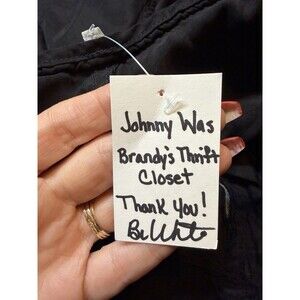 Johnny Was
Brandy's Thrift
Closet
Thank You!